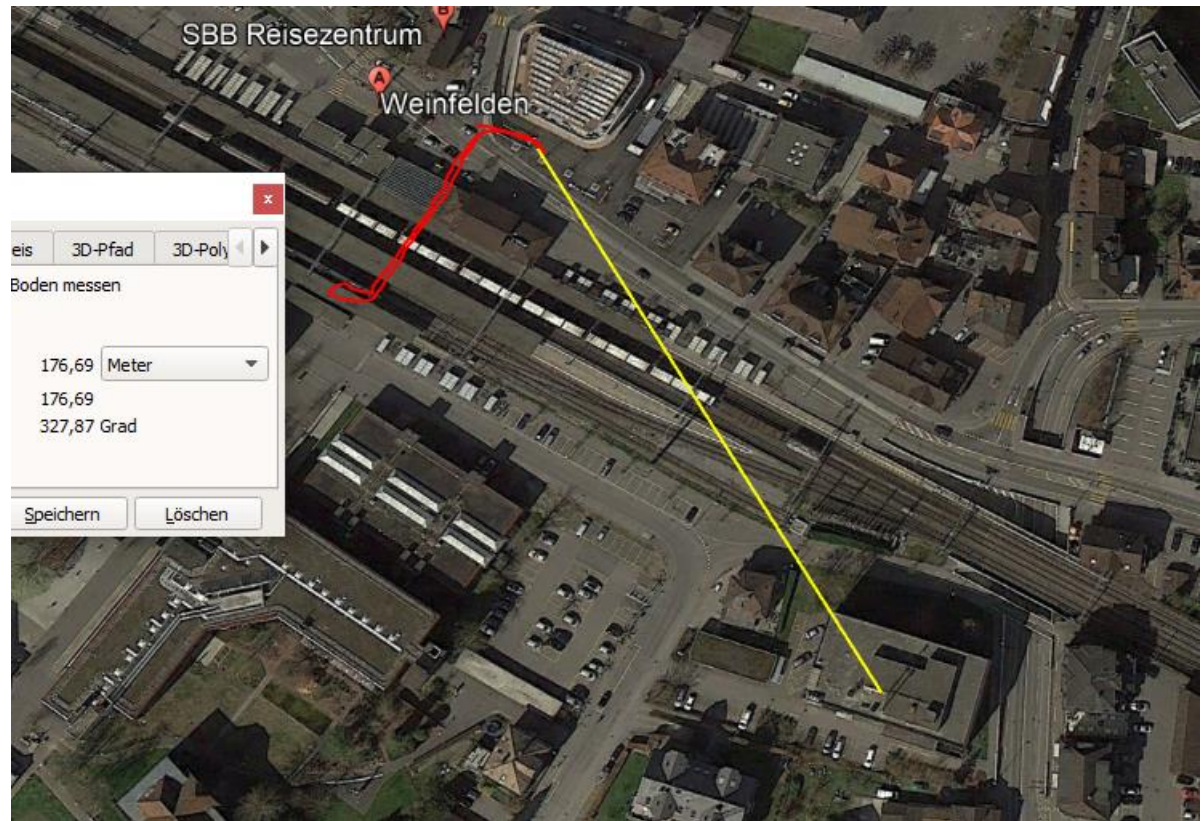 B
SBB Reisezentrum
A
Weinfelden
x
eis 3D-Pfad 3D-Poly
Boden messen
176,69 Meter
176,69
327,87 Grad
Speichern Löschen